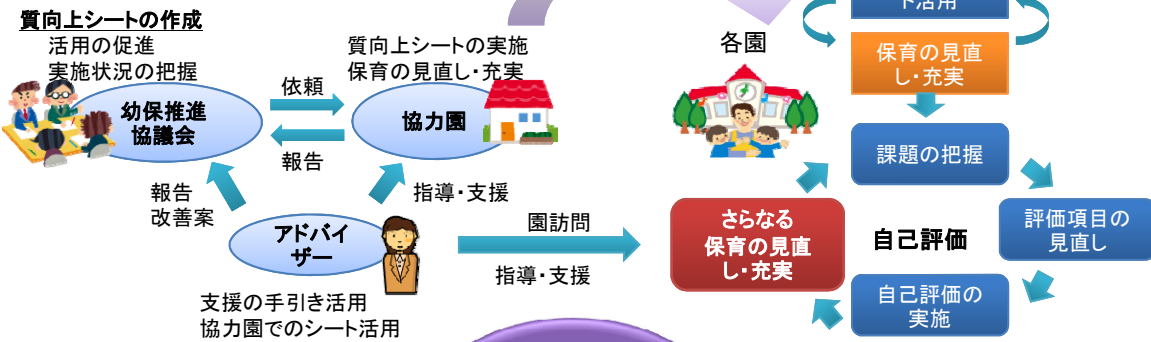 質向上シートの作成
活用の促進
実施状況の把握
幼保推進
協議会
依頼
報告
質向上シートの実施
保育の見直し・充実
協力園
報告
改善案
指導・支援
アドバイ
ザー
支援の手引き活用
協力園でのシート活用
園訪問
指導・支援
各園
ト活用
保育の見直
し・充実
課題の把握
評価項目の
見直し
自己評価の
実施
さらなる
保育の見直
し・充実
自己評価